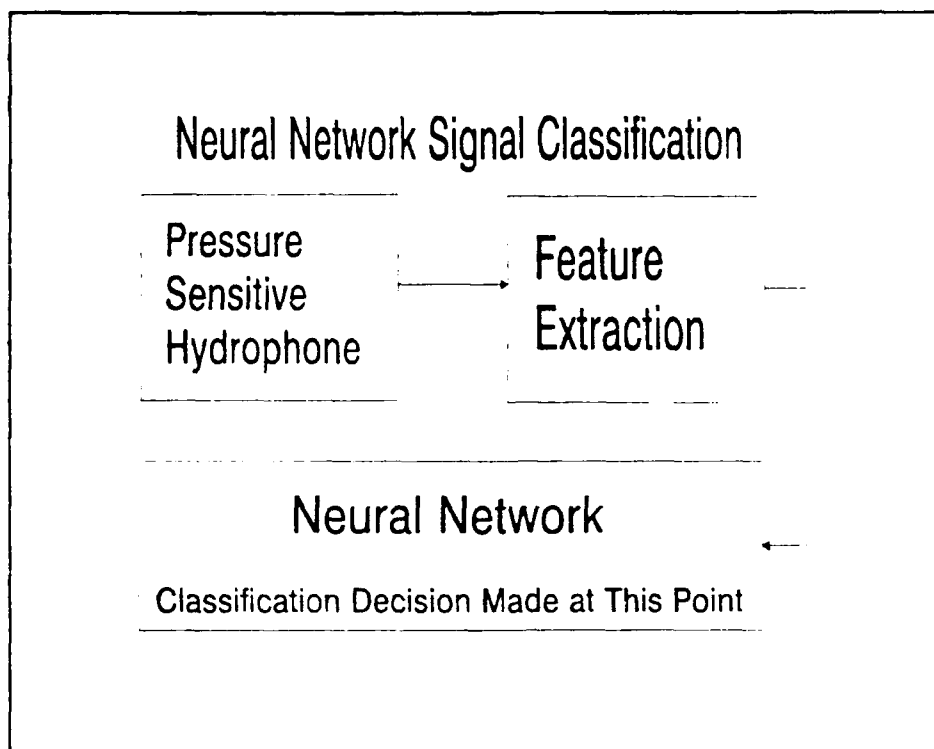 Neural Network Signal Classification
Pressure
Sensitive
Hydrophone
Feature
Extraction
Neural Network
Classification Decision Made at This Point